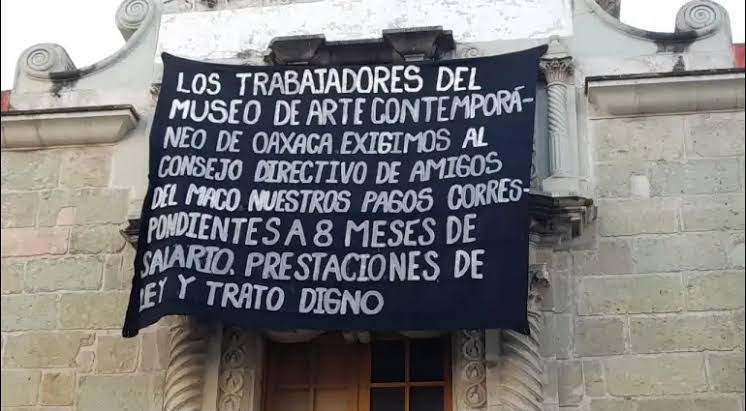 LOS TRABAJADORES DEL
MUSEO DE ARTE CONTEMPORÁ-
NEO DE OAXACA EXIGIMOS AL
CONSEJO DIRECTIVO DE AMIGOS
DEL MACO NUESTROS PAGOS CORRES-
PONDIENTES A 8 MESES DE
SALARIO. PRESTACIONES DE
LEY Y TRATO DIGNO